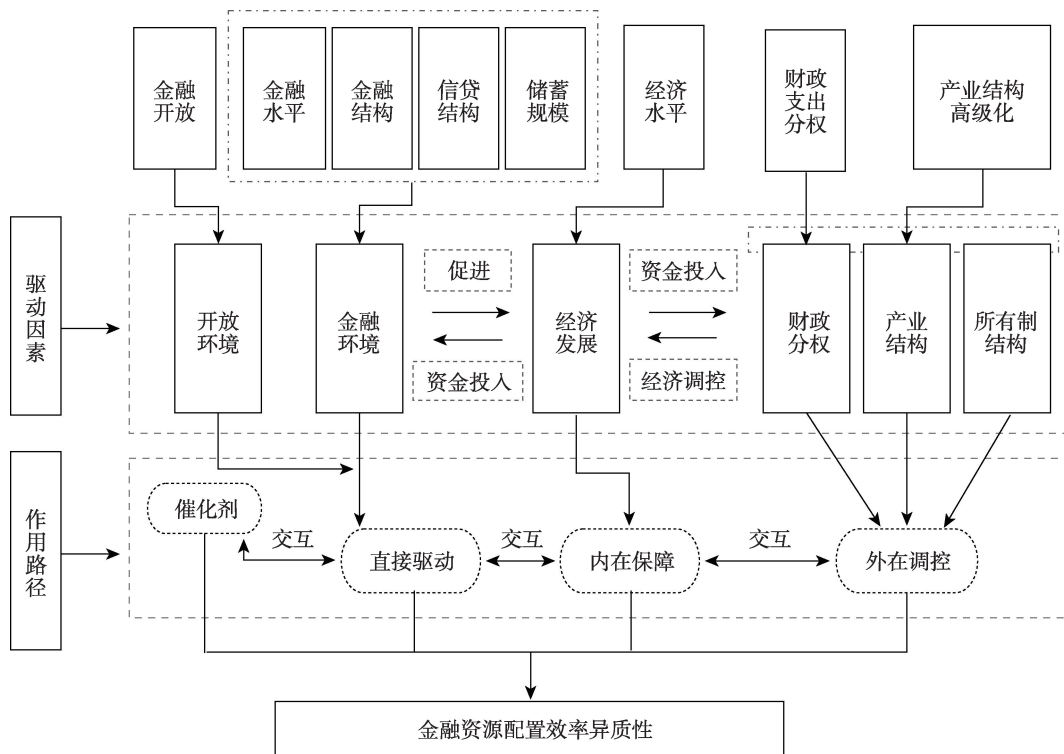 金融
开放
金融
水平
金融
结构
信贷
结构
储蓄
规模
经济
水平
财政
支出
分权
产业结构
高级化
驱动因素
开放
环境
金融
环境
促进
资金投入
经济
发展
资金投入
经济调控
财政
分权
产业
结构
所有制
结构
作用路径
催化剂
交互
直接驱动
交互
内在保障
交互
外在调控
金融资源配置效率异质性